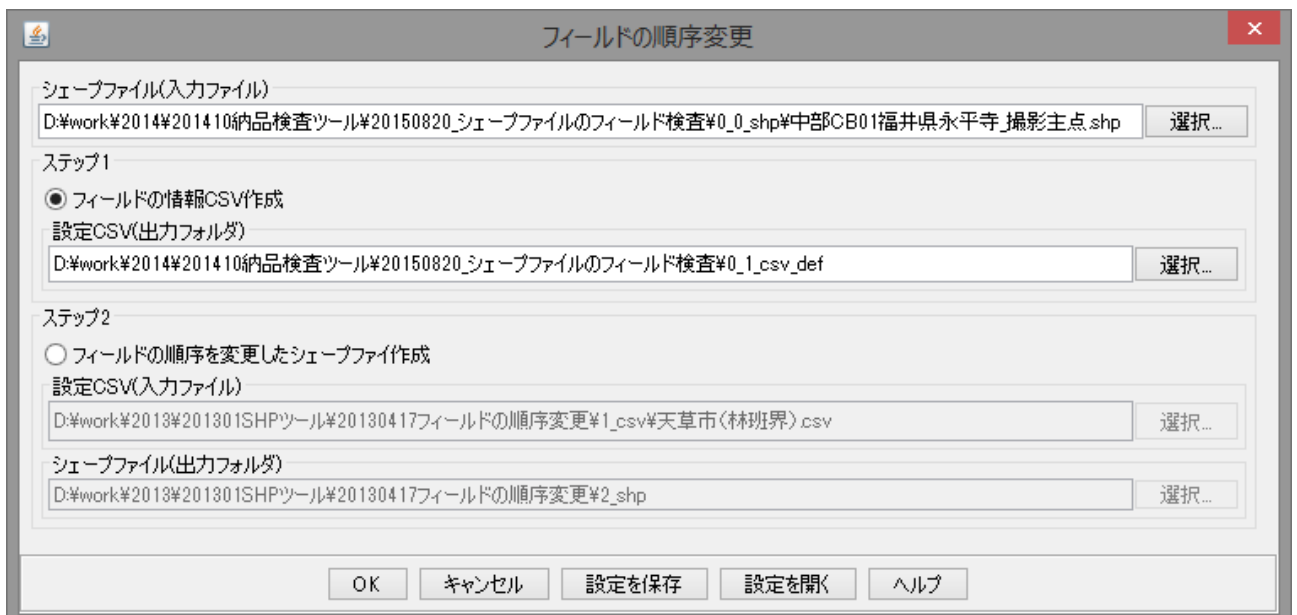 フィールドの順序変更
シェープファイル(入力ファイル)
D:¥work¥2014¥201410納品検査ツール¥20150820_シェープファイルのフィールド検査¥0_0_shp¥中部CB01福井県永平寺_撮影主点.shp 選択...
ステップ1
フィールドの情報CSV作成
設定CSV(出力フォルダ)
D:¥work¥2014¥201410納品検査ツール¥20150820_シェープファイルのフィールド検査¥0_1_csv_def 選択...
ステップ2
フィールドの順序を変更したシェープファイ作成
設定CSV(入力ファイル)
D:¥work¥2013¥201301SHPツール¥20130417フィールドの順序変更¥1_csv¥天草市(林班界).csv 選択...
シェープファイル(出力フォルダ)
D:¥work¥2013¥201301SHPツール¥20130417フィールドの順序変更¥2_shp 選択...
OK キャンセル 設定を保存 設定を開く ヘルプ